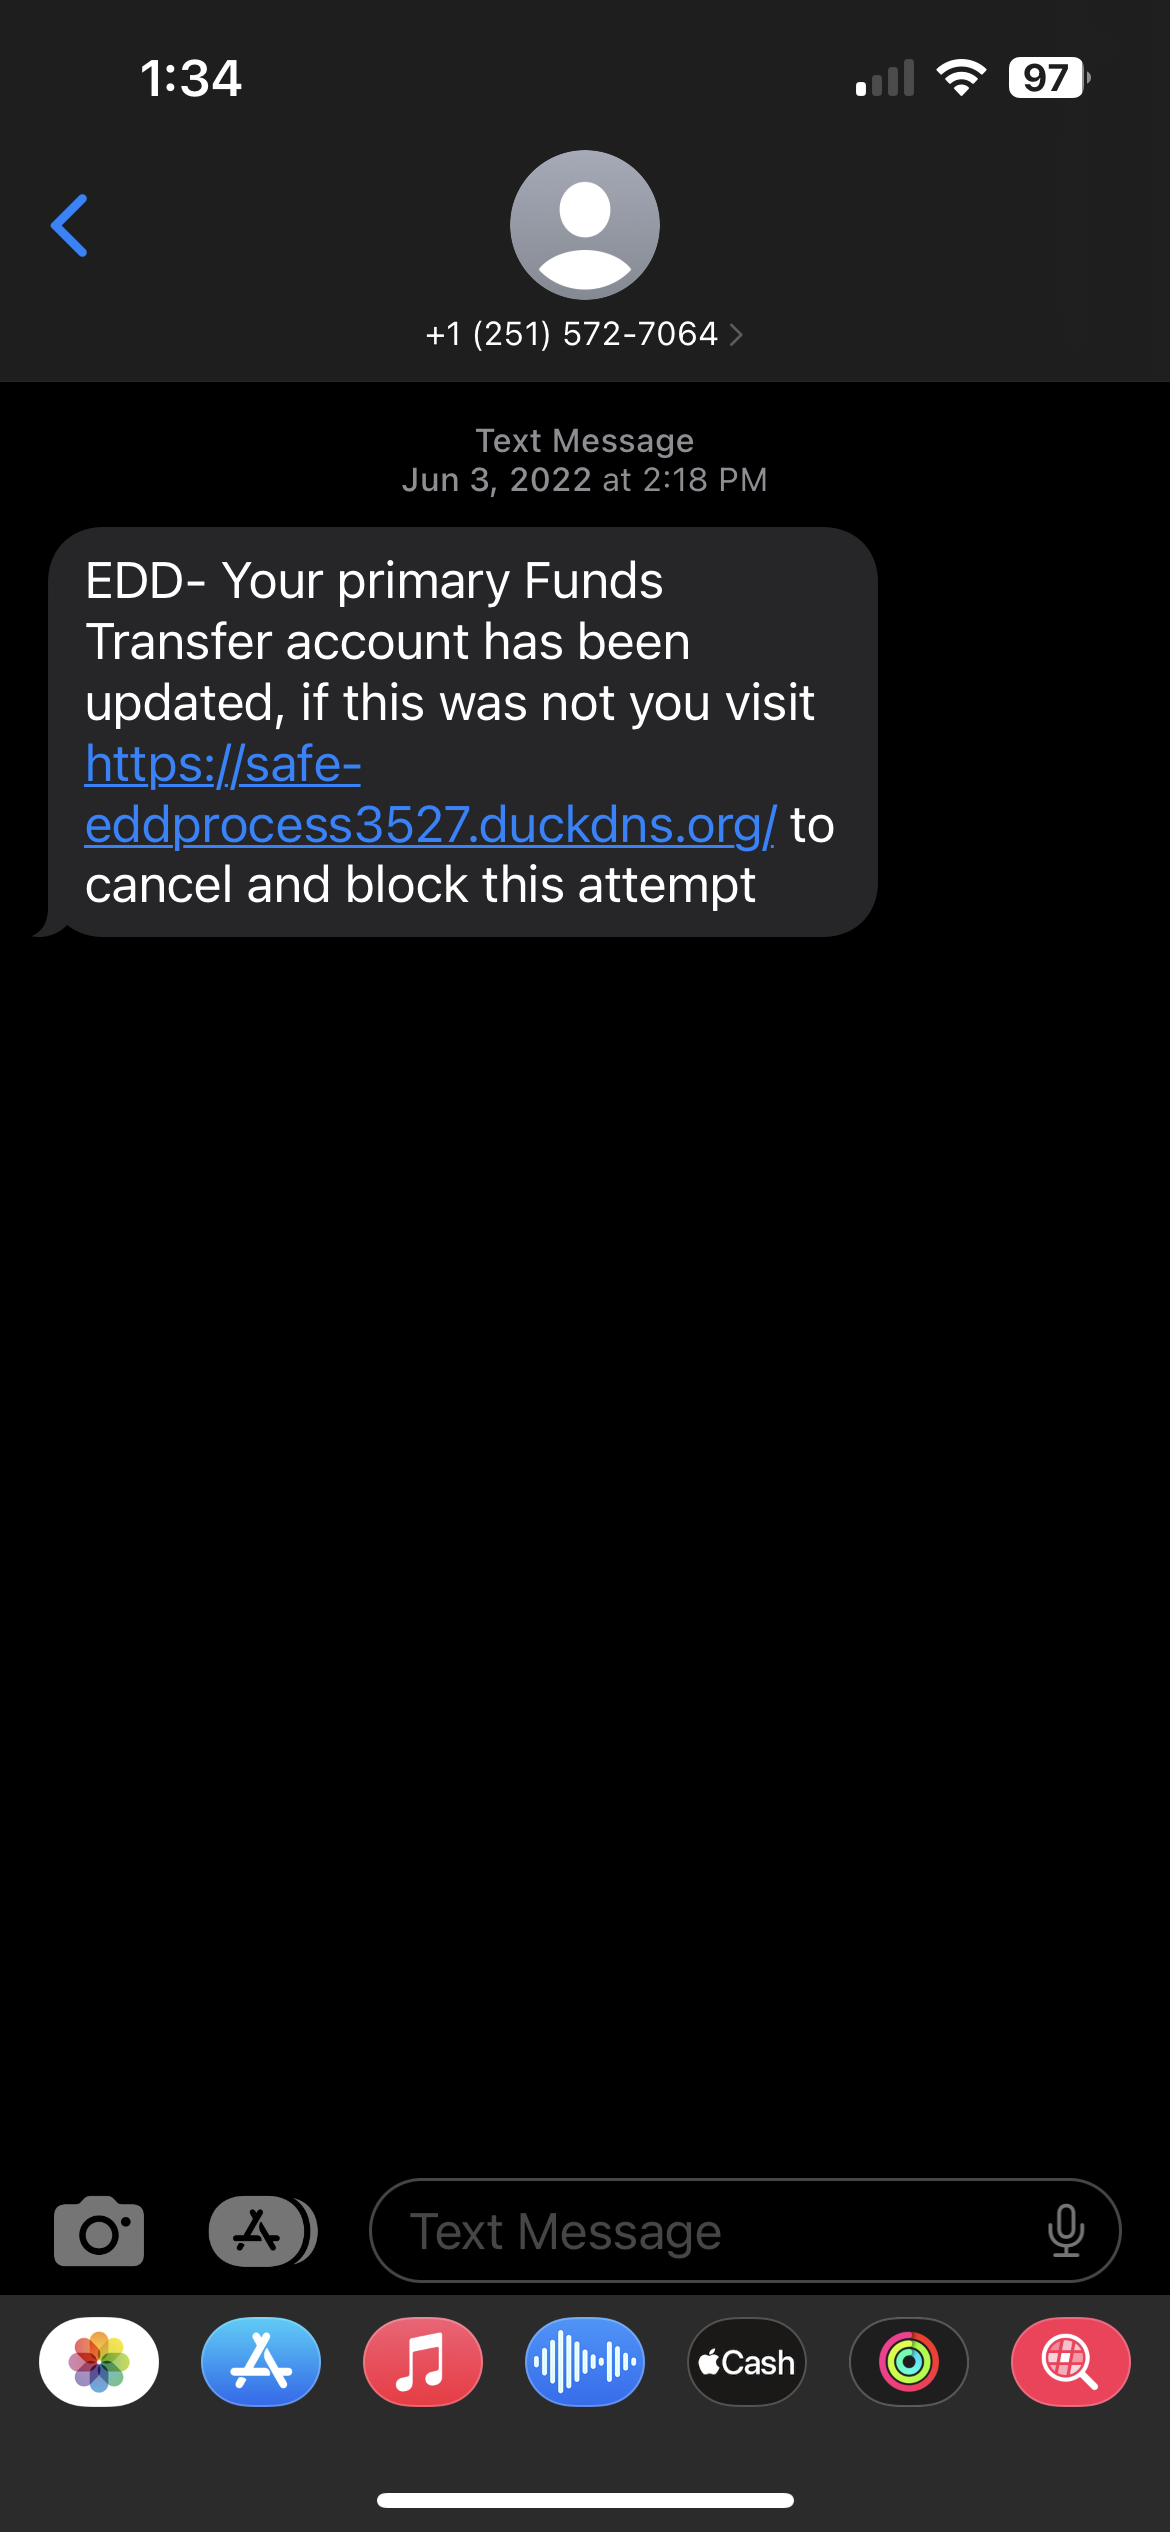 1:34
97
+1 (251) 572-7064
Text Message
Jun 3, 2022 at 2:18 PM
EDD- Your primary Funds
Transfer account has been
updated, if this was not you visit
https://safe-
eddprocess3527.duckdns.org/ to
cancel and block this attempt
Text Message
Cash